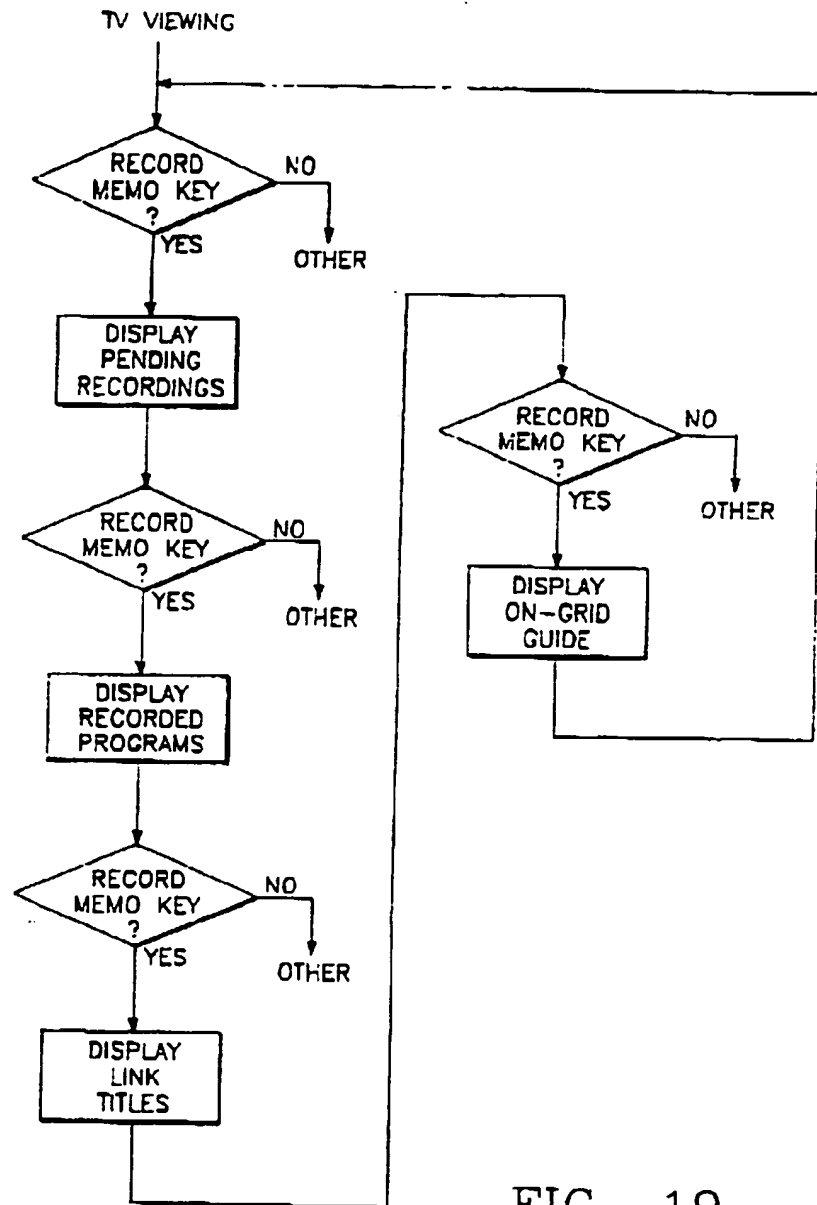 TV VIEWING
RECORD
MEMO KEY
?
NO
YES
OTHER
DISPLAY
PENDING
RECORDINGS
RECORD
MEMO KEY
?
NO
YES
OTHER
DISPLAY
RECORDED
PROGRAMS
RECORD
MEMO KEY
?
NO
YES
OTHER
DISPLAY
LINK
TITLES
RECORD
MEMO KEY
?
NO
YES
OTHER
DISPLAY
ON-GRID
GUIDE
FIG. 19